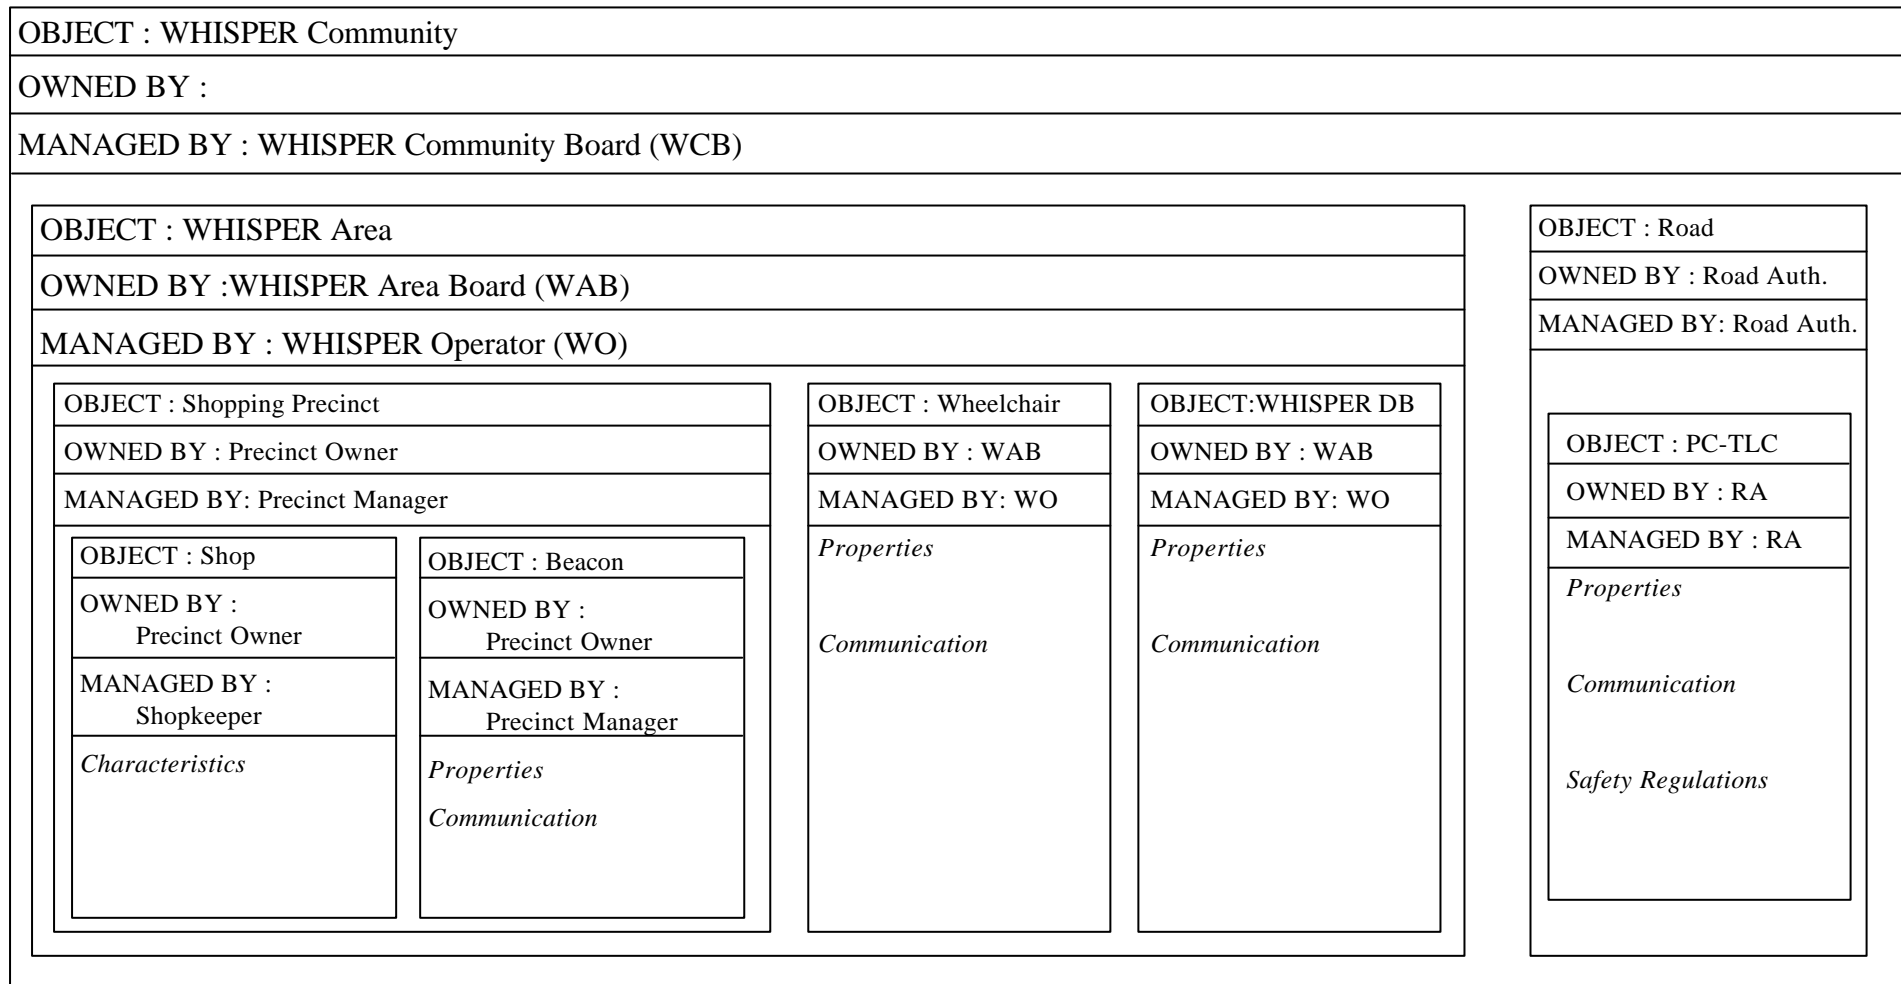 OBJECT : WHISPER Community
OWNED BY :
MANAGED BY : WHISPER Community Board (WCB)
OBJECT : WHISPER Area
OWNED BY :WHISPER Area Board (WAB)
MANAGED BY : WHISPER Operator (WO)
OBJECT : Shopping Precinct
OWNED BY : Precinct Owner
MANAGED BY: Precinct Manager
OBJECT : Shop
OWNED BY :
Precinct Owner
MANAGED BY :
Shopkeeper
Characteristics
OBJECT : Beacon
OWNED BY :
Precinct Owner
MANAGED BY :
Precinct Manager
Properties
Communication
OBJECT : Wheelchair
OWNED BY : WAB
MANAGED BY: WO
Properties
Communication
OBJECT:WHISPER DB
OWNED BY : WAB
MANAGED BY: WO
Properties
Communication
OBJECT : Road
OWNED BY : Road Auth.
MANAGED BY: Road Auth.
OBJECT : PC-TLC
OWNED BY : RA
MANAGED BY : RA
Properties
Communication
Safety Regulations